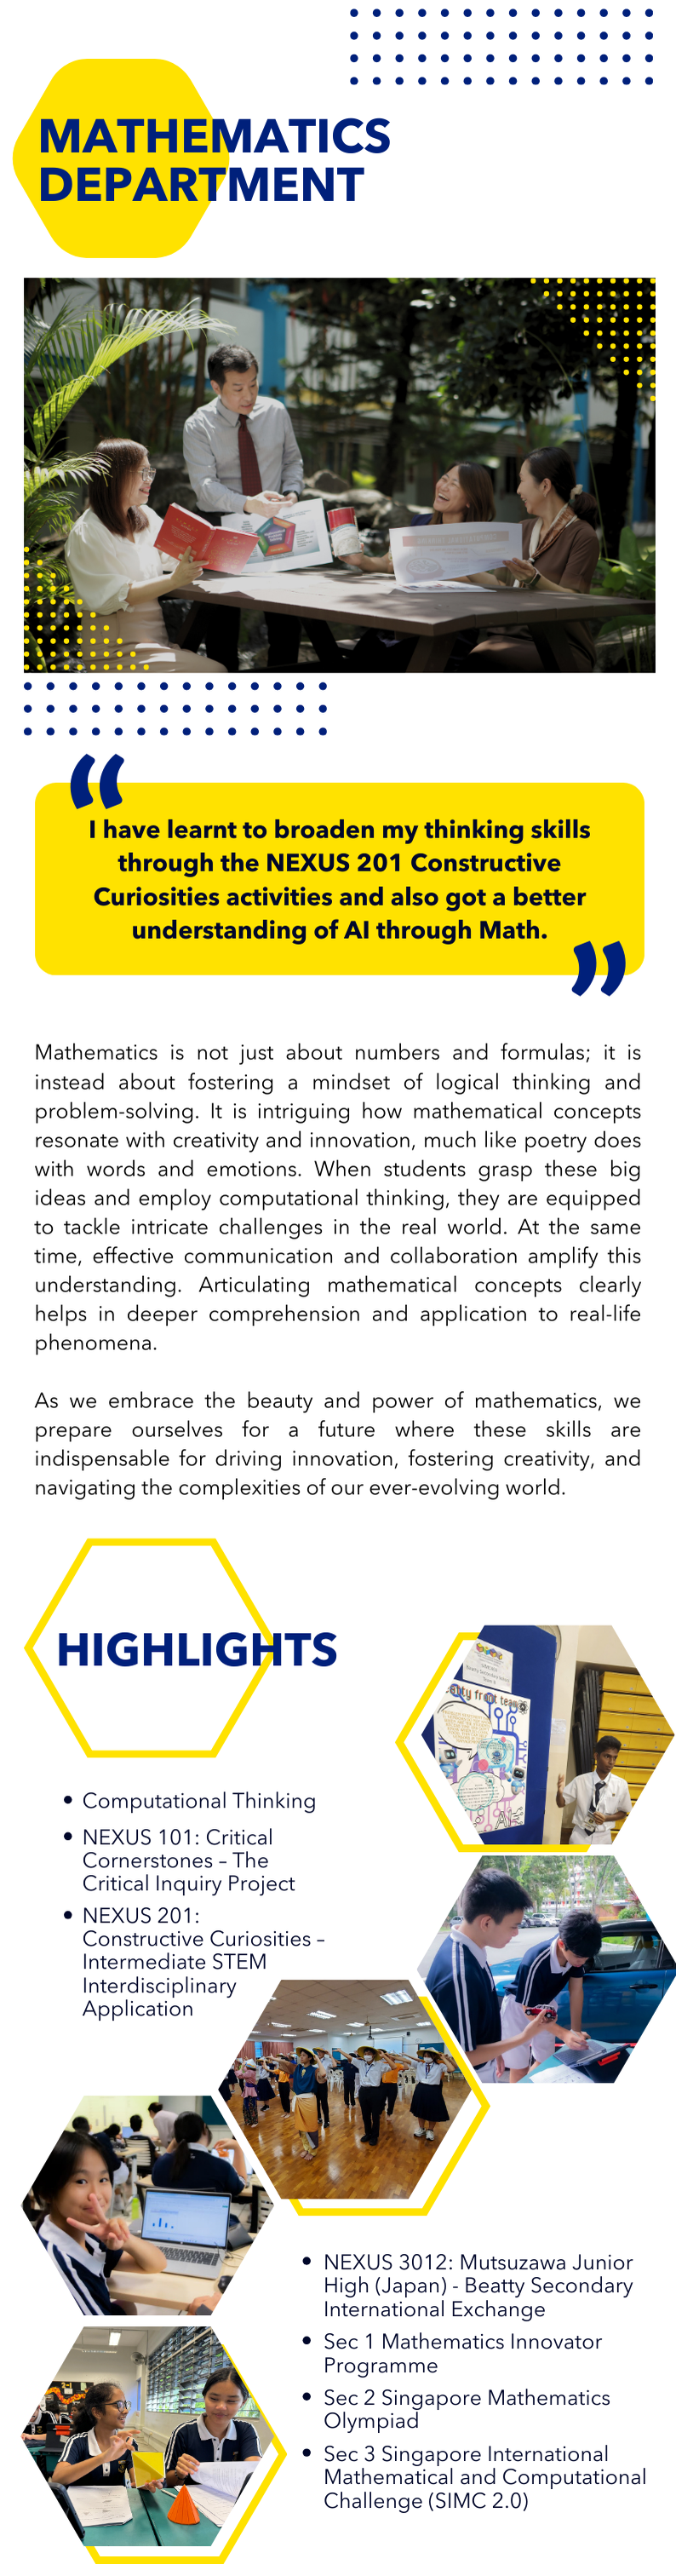 MATHEMATICS
DEPARTMENT
I have learnt to broaden my thinking skills
through the NEXUS 201 Constructive
Curiosities activities and also got a better
understanding of AI through Math.
Mathematics is not just about numbers and formulas; it is
instead about fostering a mindset of logical thinking and
problem-solving. It is intriguing how mathematical concepts
resonate with creativity and innovation, much like poetry does
with words and emotions. When students grasp these big
ideas and employ computational thinking, they are equipped
to tackle intricate challenges in the real world. At the same
time, effective communication and collaboration amplify this
understanding. Articulating mathematical concepts clearly
helps in deeper comprehension and application to real-life
phenomena.
As we embrace the beauty and power of mathematics, we
prepare ourselves for a future where these skills are
indispensable for driving innovation, fostering creativity, and
navigating the complexities of our ever-evolving world.
HIGHLIGHTS
• Computational Thinking
• NEXUS 101: Critical
Cornerstones – The
Critical Inquiry Project
• NEXUS 201:
Constructive Curiosities –
Intermediate STEM
Interdisciplinary
Application
• NEXUS 3012: Mutsuzawa Junior
High (Japan) - Beatty Secondary
International Exchange
• Sec 1 Mathematics Innovator
Programme
• Sec 2 Singapore Mathematics
Olympiad
• Sec 3 Singapore International
Mathematical and Computational
Challenge (SIMC 2.0)